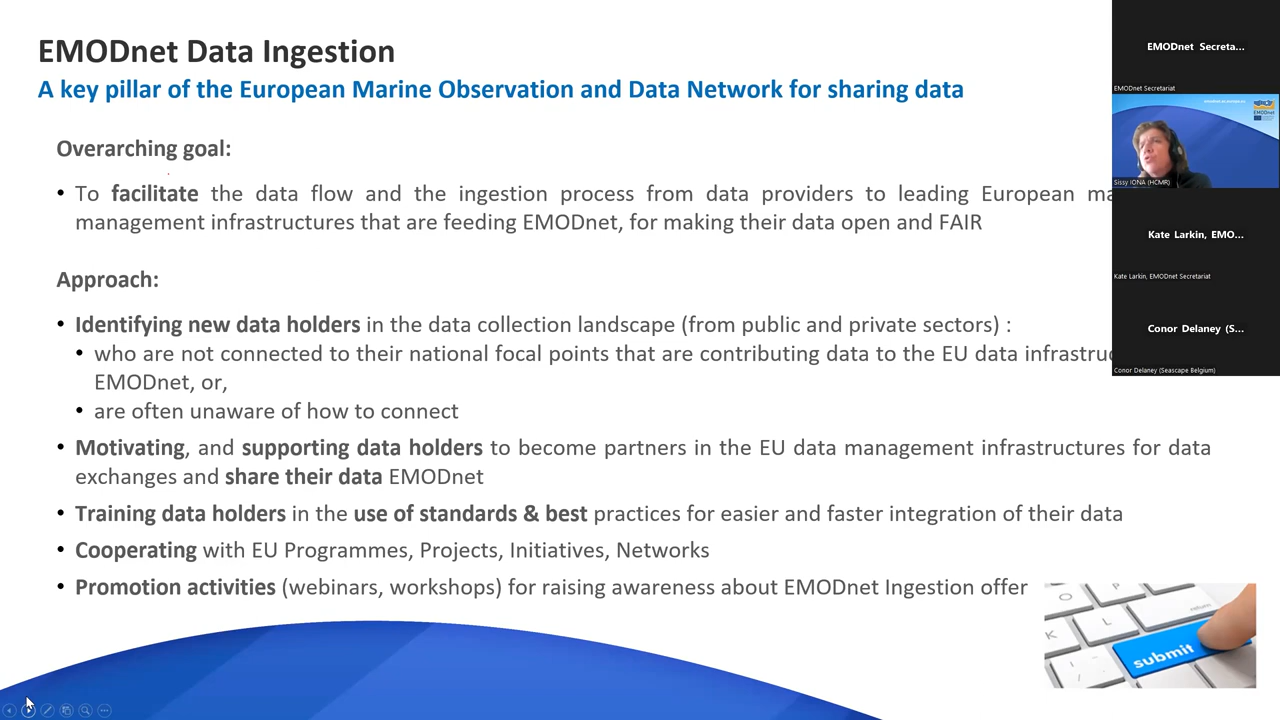 EMODnet Data Ingestion
A key pillar of the European Marine Observation and Data Network for sharing data
Overarching goal:
• To facilitate the data flow and the ingestion process from data providers to leading European
management infrastructures that are feeding EMODnet, for making their data open and FAIR
Approach:
• Identifying new data holders in the data collection landscape (from public and private sectors) :
• who are not connected to their national focal points that are contributing data to the EU data
EMODnet, or,
• are often unaware of how to connect
• Motivating, and supporting data holders to become partners in the EU data management infrastructures for data
exchanges and share their data EMODnet
• Training data holders in the use of standards & best practices for easier and faster integration of their data
• Cooperating with EU Programmes, Projects, Initiatives, Networks
• Promotion activities (webinars, workshops) for raising awareness about EMODnet Ingestion offer
EMODnet Secreta...
EMODnet Secretariat
EMODnet
Sissy IONA (HCMR)
Kate Larkin, EMO...
Kate Larkin, EMODnet Secretariat
Conor Delaney (S...
Conor Delaney (Seascape Belgium)
O P
K L
submit